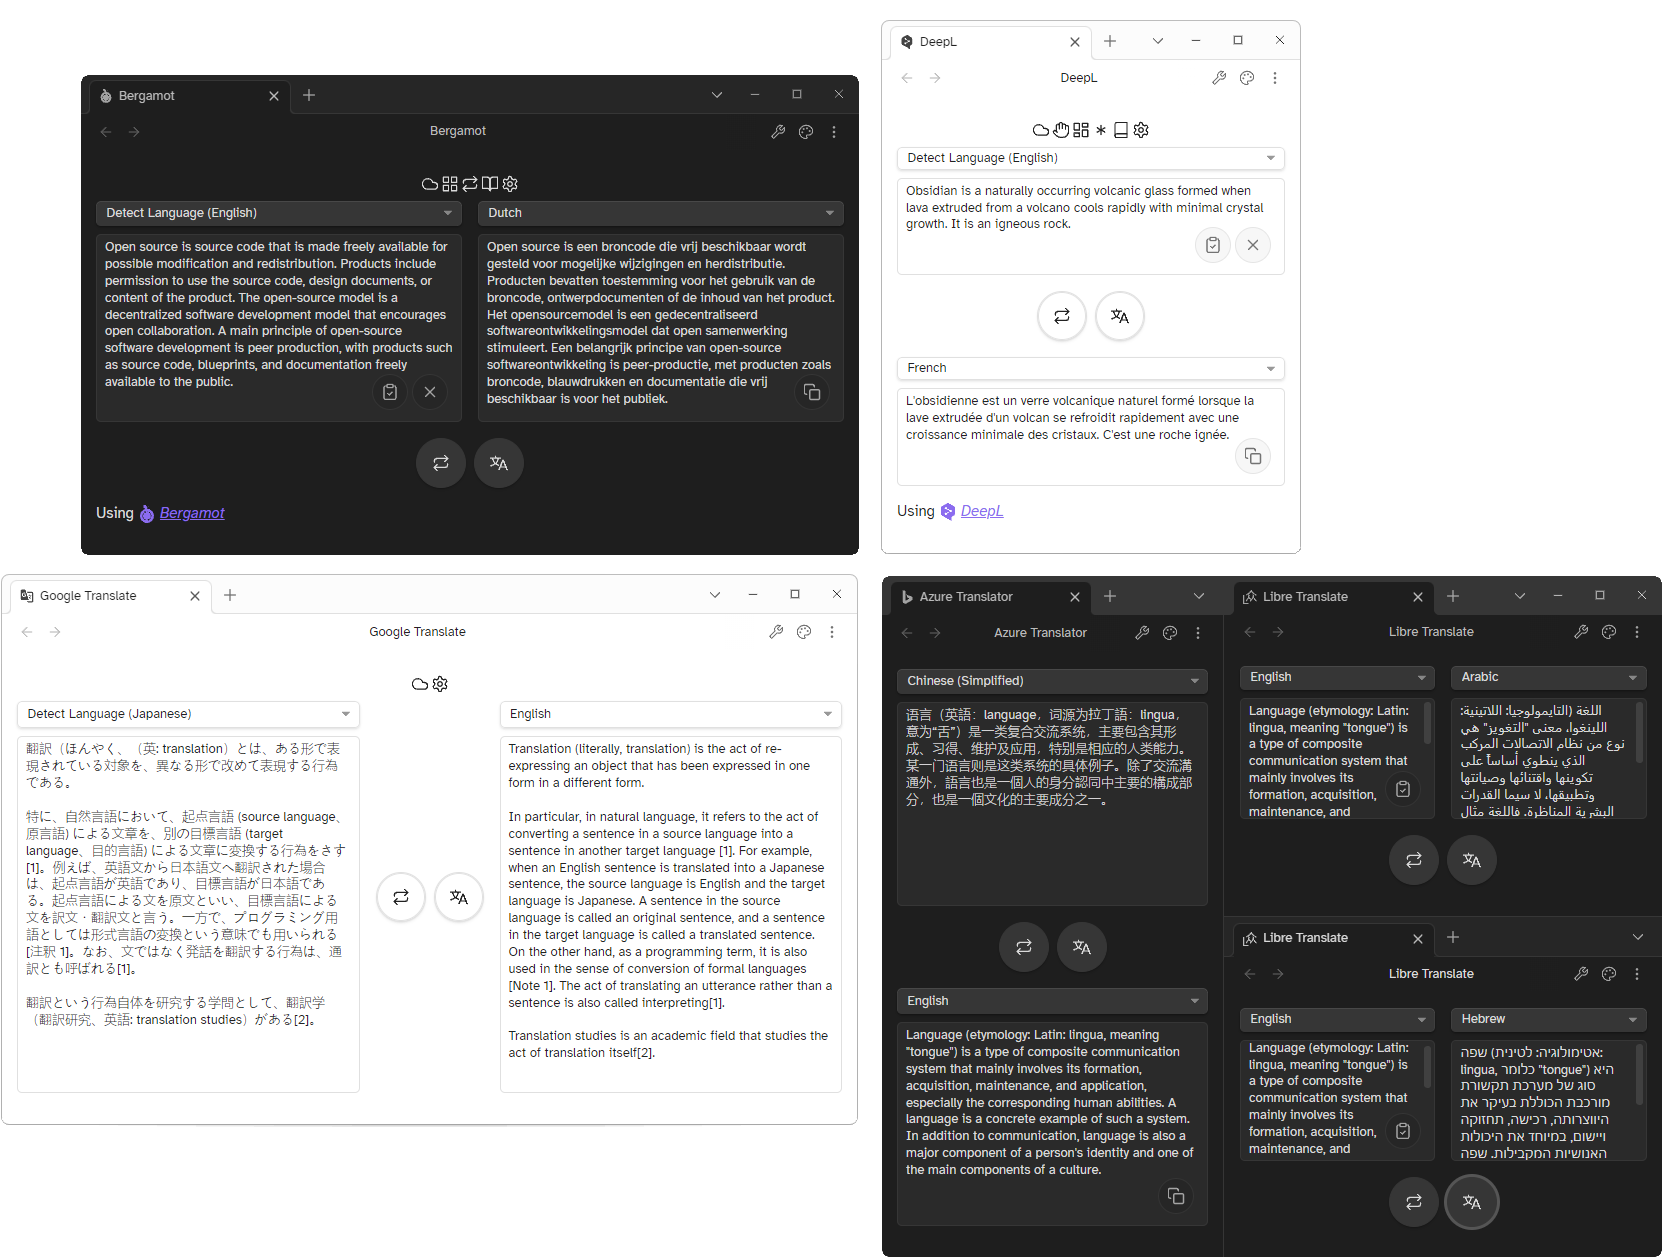 Bergamot
Bergamot
Detect Language (English)
Dutch
Open source is source code that is made freely available for
possible modification and redistribution. Products include
permission to use the source code, design documents, or
content of the product. The open-source model is a
decentralized software development model that encourages
open collaboration. A main principle of open-source
software development is peer production, with products such
as source code, blueprints, and documentation freely
available to the public.
Open source is een broncode die vrij beschikbaar wordt
gesteld voor mogelijke wijzigingen en herdistributie.
Producten bevatten toestemming voor het gebruik van de
broncode, ontwerpdocumenten of de inhoud van het product.
Het opensourcemodel is een gedecentraliseerd
softwareontwikkelingsmodel dat open samenwerking
stimuleert. Een belangrijk principe van open-source
softwareontwikkeling is peer-productie, met producten zoals
broncode, blauwdrukken en documentatie die vrij
beschikbaar is voor het publiek.
Using Bergamot
DeepL
DeepL
Detect Language (English)
Obsidian is a naturally occurring volcanic glass formed when
lava extruded from a volcano cools rapidly with minimal crystal
growth. It is an igneous rock.
French
L'obsidienne est un verre volcanique naturel formé lorsque la
lave extrudée d'un volcan se refroidit rapidement avec une
croissance minimale des cristaux. C'est une roche ignée.
Using DeepL
Google Translate
Google Translate
Detect Language (Japanese)
English
翻訳（ほんやく、（英: translation）とは、ある形で表
現されている対象を、異なる形で改めて表現する行為
である。
特に、自然言語において、起点言語 (source language、
原言語) による文章を、別の目標言語 (target
language、目的言語) による文章に変換する行為をさす
[1]。例えば、英語文から日本語文へ翻訳された場合
は、起点言語が英語であり、目標言語が日本語であ
る。起点言語による文を原文といい、目標言語による
文を訳文・翻訳文と言う。一方で、プログラミング用
語としては形式言語の変換という意味でも用いられる
[注釈 1]。なお、文ではなく発話を翻訳する行為は、通
訳とも呼ばれる[1]。
翻訳という行為自体を研究する学問として、翻訳学
（翻訳研究、英語: translation studies）がある[2]。
Translation (literally, translation) is the act of re-
expressing an object that has been expressed in one
form in a different form.
In particular, in natural language, it refers to the act of
converting a sentence in a source language into a
sentence in another target language [1]. For example,
when an English sentence is translated into a Japanese
sentence, the source language is English and the target
language is Japanese. A sentence in the source
language is called an original sentence, and a sentence
in the target language is called a translated sentence.
On the other hand, as a programming term, it is also
used in the sense of conversion of formal languages
[Note 1]. The act of translating an utterance rather than a
sentence is also called interpreting[1].
Translation studies is an academic field that studies the
act of translation itself[2].
Azure Translator
Azure Translator
Chinese (Simplified)
语言（英語：language，词源为拉丁語：lingua，
意为“舌”）是一类复合交流系统，主要包含其形
成、习得、维护及应用，特别是相应的人类能力。
某一门语言则是这类系统的具体例子。除了交流溝
通外，語言也是一個人的身分認同中主要的構成部
分，也是一個文化的主要成分之一。
English
Language (etymology: Latin: lingua, meaning
"tongue") is a type of composite communication
system that mainly involves its formation,
acquisition, maintenance, and application,
especially the corresponding human abilities. A
language is a concrete example of such a system.
In addition to communication, language is also a
major component of a person's identity and one of
the main components of a culture.
Libre Translate
Libre Translate
English
Arabic
Language (etymology: Latin:
lingua, meaning "tongue") is
a type of composite
communication system that
mainly involves its
formation, acquisition,
maintenance, and
اللغة (التايمولوجيا: اللاتينية:
اللينغوا، معنى "التغويز" هي
نوع من نظام الاتصالات المركب
الذي ينطوي أساساً على
تكوينها واقتنائها وصيانتها
وتطبيقها، لا سيما القدرات
البشرية المناظرة. فاللغة مثال
Libre Translate
Libre Translate
English
Hebrew
Language (etymology: Latin:
lingua, meaning "tongue") is
a type of composite
communication system that
mainly involves its
formation, acquisition,
maintenance, and
שפה (אטימולוגיה: לטינית:
lingua, כלומר "tongue") היא
סוג של מערכת תקשורת
מורכבת הכוללת בעיקר את
היווצרותה, רכישה, תחזוקה
ויישום, במיוחד את היכולות
האנושיות המקבילות. שפה